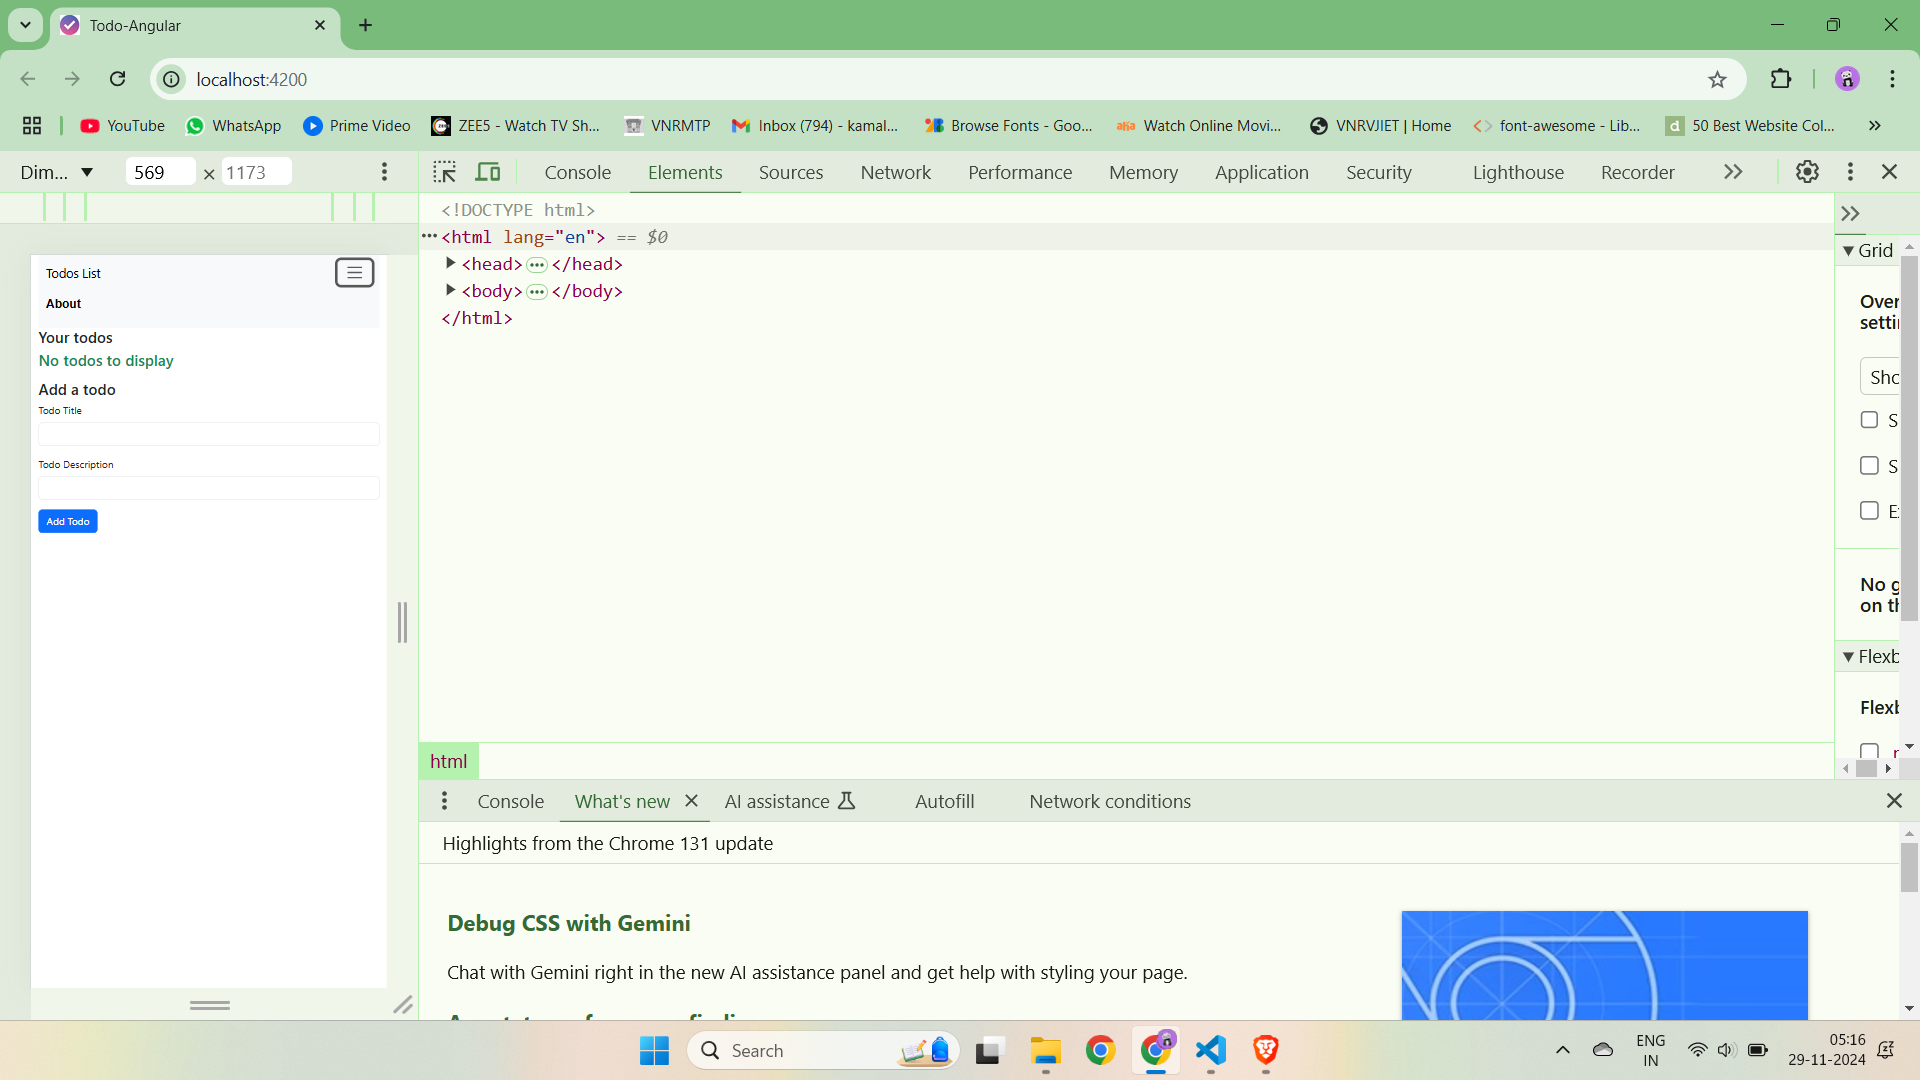 Todo-Angular
localhost:4200
YouTube
WhatsApp
Prime Video
ZEE5 - Watch TV Sh...
VNRMTP
Inbox (794) - kamal...
Browse Fonts - Goo...
Watch Online Movi...
VNRVJIET | Home
font-awesome - Lib...
50 Best Website Col...
Dim...
569 × 1173
Console
Elements
Sources
Network
Performance
Memory
Application
Security
Lighthouse
Recorder
Todos List
About
Your todos
No todos to display
Add a todo
Todo Title
Todo Description
Add Todo
<!DOCTYPE html>
<html lang="en"> == $0
<head> ••• </head>
<body> ••• </body>
</html>
html
Grid
No g
on th
Console
What's new
AI assistance
Autofill
Network conditions
Highlights from the Chrome 131 update
Debug CSS with Gemini
Chat with Gemini right in the new AI assistance panel and get help with styling your page.
Search
ENG
IN
05:16
29-11-2024